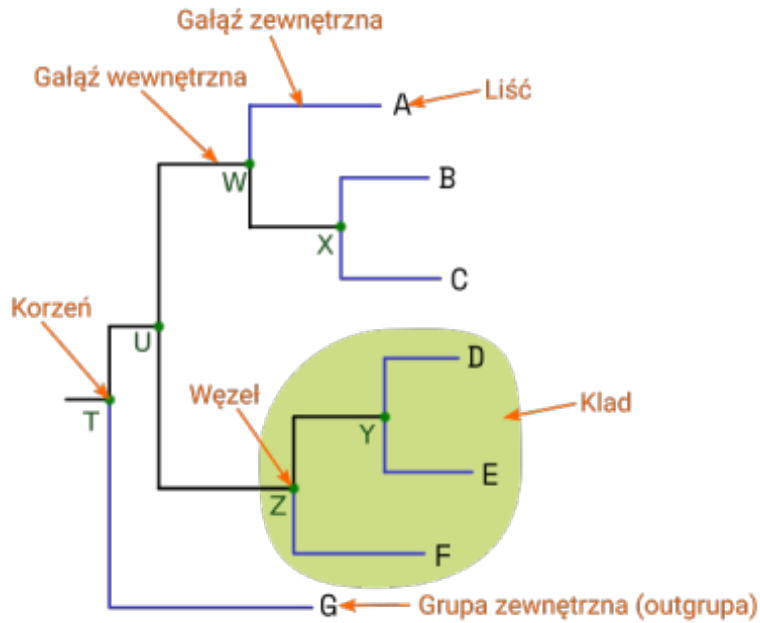 Gałąź zewnętrzna
Gałąź wewnętrzna
A
Liść
W
B
X
C
Korzeń
U
D
Węzeł
Klad
T
Y
E
Z
F
G
Grupa zewnętrzna (outgrupa)